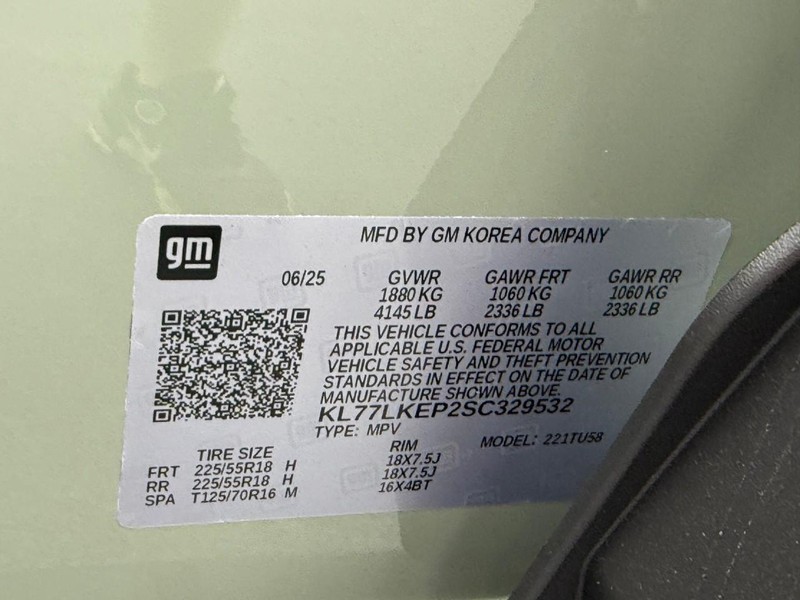 gm
MFD BY GM KOREA COMPANY
06/25 GVWR GAWR FRT GAWR RR
1880 KG 1060 KG 1060 KG
4145 LB 2336 LB 2336 LB
THIS VEHICLE CONFORMS TO ALL
APPLICABLE U.S. FEDERAL MOTOR
VEHICLE SAFETY AND THEFT PREVENTION
STANDARDS IN EFFECT ON THE DATE OF
MANUFACTURE SHOWN ABOVE.
KL77LKEP2SC329532
TYPE: MPV MODEL: 221TU58
TIRE SIZE RIM
FRT 225/55R18 H 18X7.5J
RR 225/55R18 H 18X7.5J
SPA T125/70R16 M 16X4BT